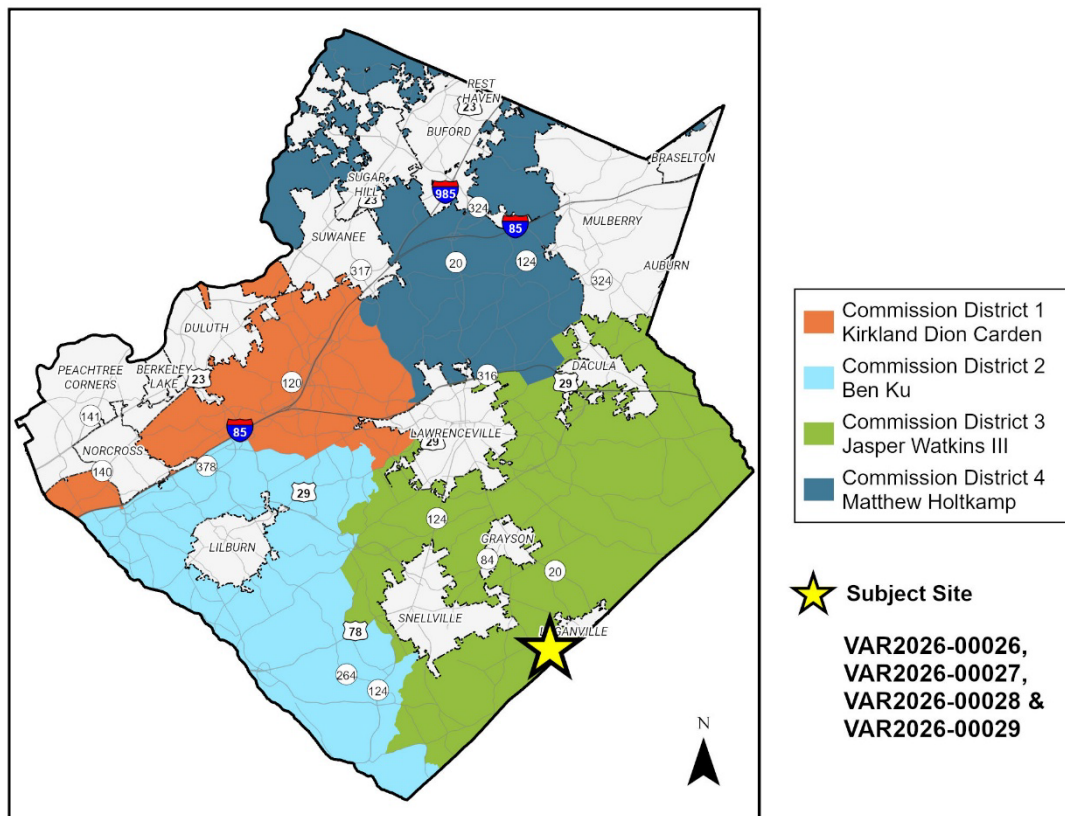 REST
HAVEN
23
BUFORD
BRASELTON
SUGAR
HILL
23
985
324
85
MULBERRY
SUWANEE
317
20
124
324
AUBURN
DULUTH
PEACHTREE
CORNERS
BERKELEY
LAKE
23
120
316
29
DACULA
141
NORCROSS
85
LAWRENCEVILLE
29
140
378
29
LILBURN
124
GRAYSON
84
20
SNELLVILLE
78
264
124
N
Commission District 1
Kirkland Dion Carden
Commission District 2
Ben Ku
Commission District 3
Jasper Watkins III
Commission District 4
Matthew Holtkamp
Subject Site
VAR2026-00026,
VAR2026-00027,
VAR2026-00028 &
VAR2026-00029